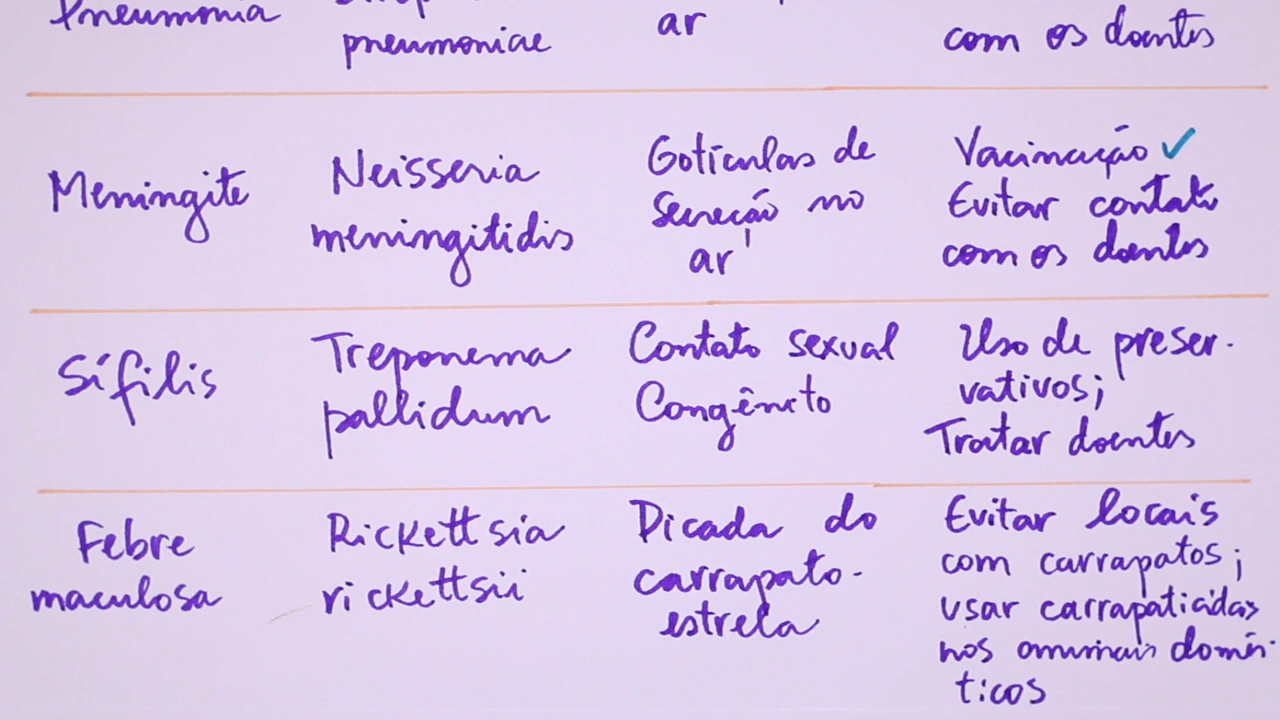 Pneumonia
pneumoniae
ar
com os doentes
Meningite
Neisseria
meningitidis
Gotículas de
secreção no
ar
Vacinação ✓
Evitar contato
com os doentes
Sífilis
Treponema
pallidum
Contato sexual
Congênito
Uso de preser-
vativos;
Tratar doentes
Febre
maculosa
Rickettsia
rickettsii
Picada do
carrapato-
estrela
Evitar locais
com carrapatos;
usar carrapaticidas
nos animais domés-
ticos